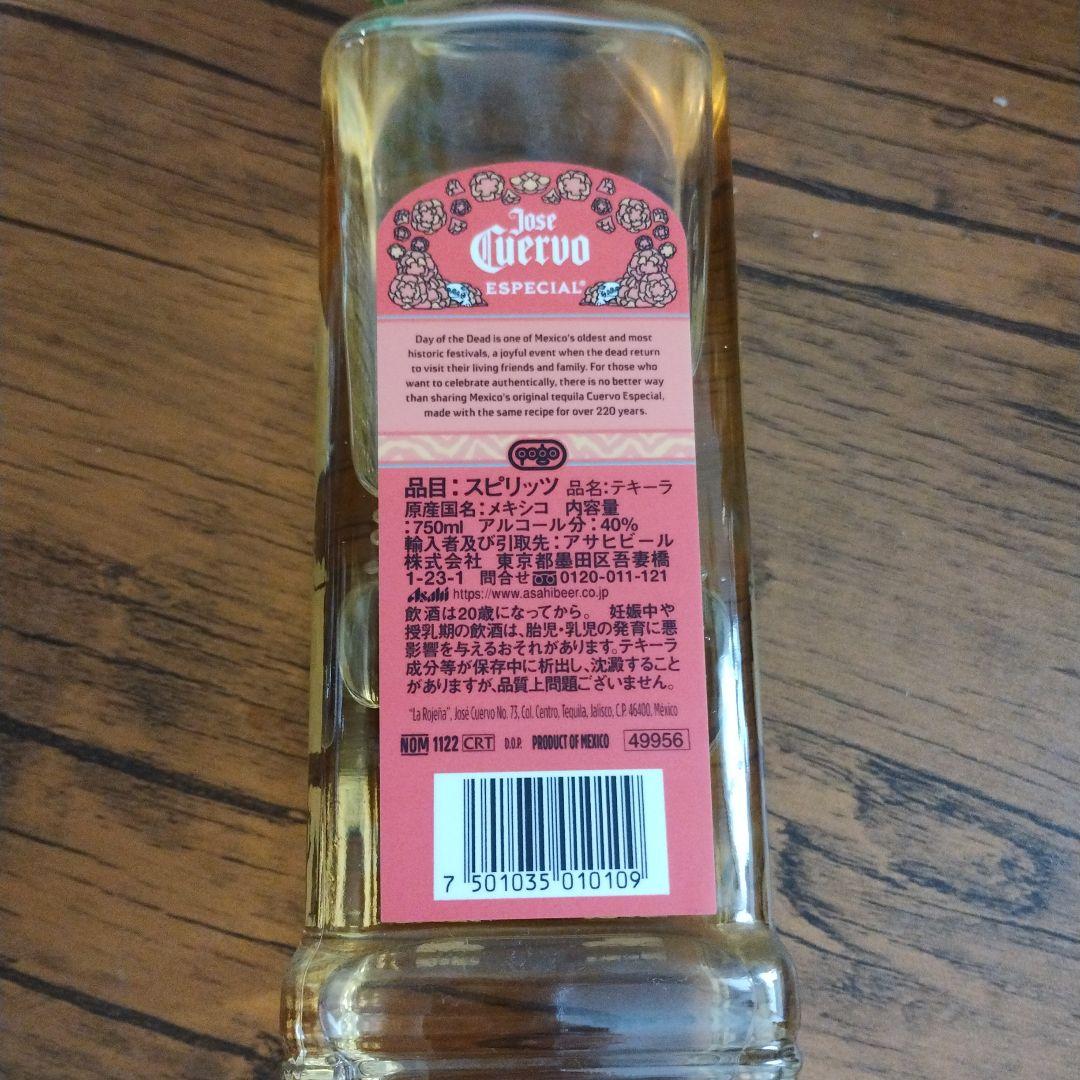 Jose
Cuervo
ESPECIAL®
Day of the Dead is one of Mexico's oldest and most
historic festivals, a joyful event when the dead return
to visit their living friends and family. For those who
want to celebrate authentically, there is no better way
than sharing Mexico's original tequila Cuervo Especial,
made with the same recipe for over 220 years.
品目：スピリッツ 品名：テキーラ
原産国名：メキシコ 内容量
：750ml アルコール分：40%
輸入者及び引取先：アサヒビール
株式会社 東京都墨田区吾妻橋
1-23-1 問合せ 0120-011-121
Asahi https://www.asahibeer.co.jp
飲酒は20歳になってから。 妊娠中や
授乳期の飲酒は、胎児・乳児の発育に悪
影響を与えるおそれがあります。テキーラ
成分等が保存中に析出し、沈澱すること
がありますが、品質上問題ございません。
"La Rojeña", José Cuervo No. 73, Col. Centro, Tequila, Jalisco, C.P. 46400, México
NOM 1122 CRT D.O.P. PRODUCT OF MEXICO 49956
7 501035 010109